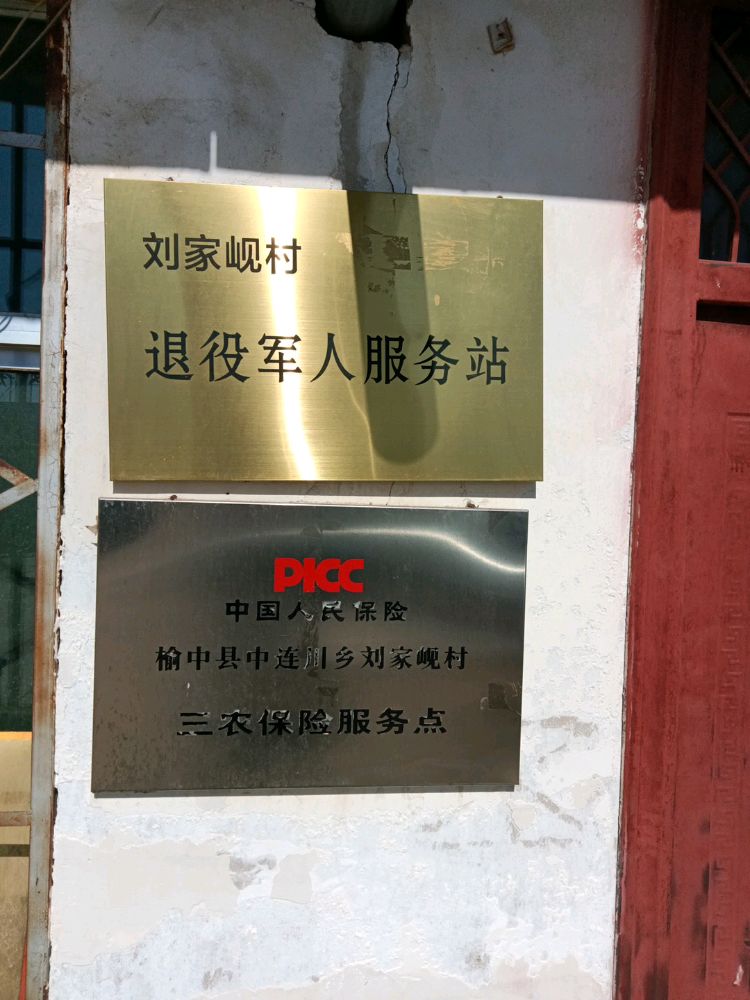 刘家岘村
退役军人服务站
PICC
中国人民保险
榆中县中连川乡刘家岘村
三农保险服务点